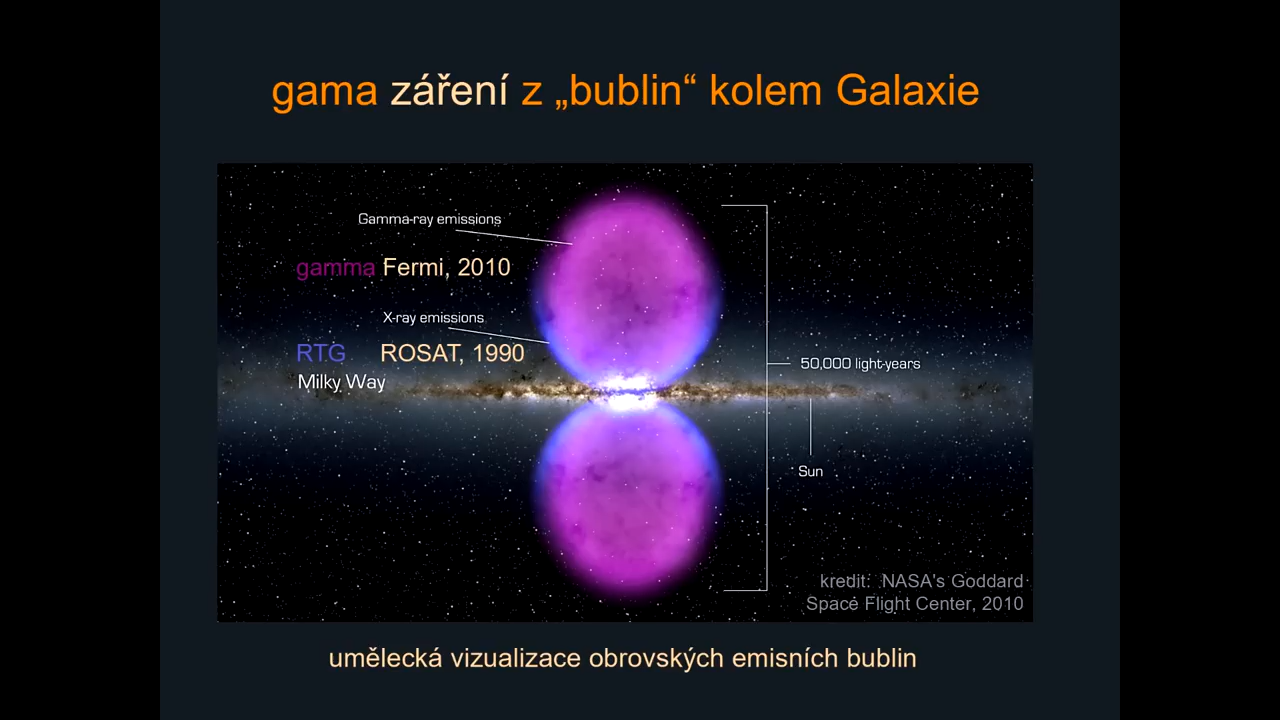 gama záření z „bublin“ kolem Galaxie
Gamma-ray emissions
gamma Fermi, 2010
X-ray emissions
RTG ROSAT, 1990
Milky Way
50,000 light-years
Sun
kredit: NASA's Goddard
Space Flight Center, 2010
umělecká vizualizace obrovských emisních bublin